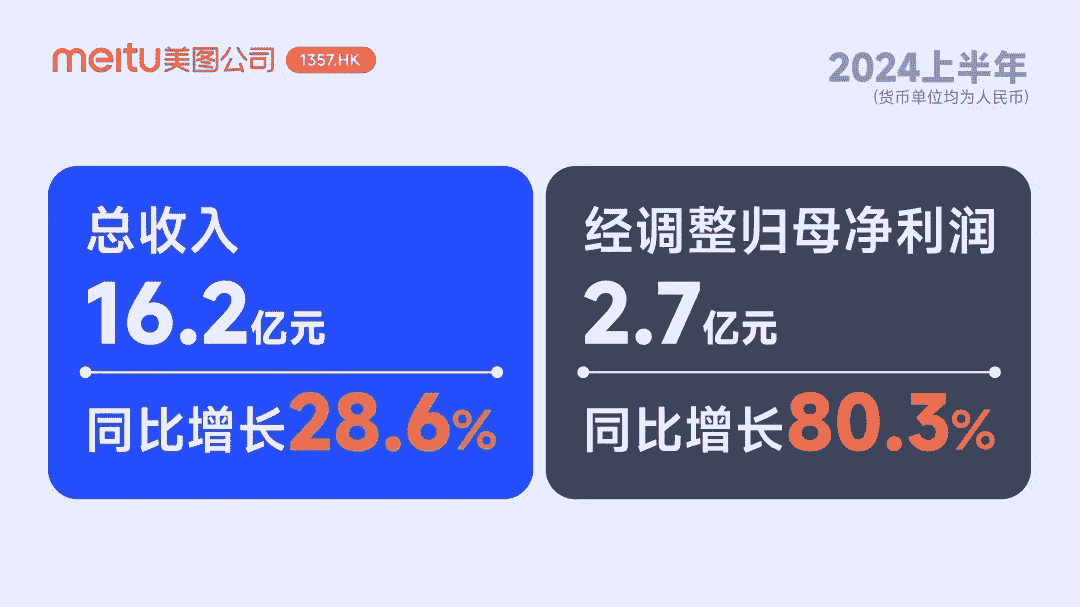 meitu美图公司 1357.HK
2024上半年
(货币单位均为人民币)
总收入
16.2亿元
同比增长28.6%
经调整归母净利润
2.7亿元
同比增长80.3%